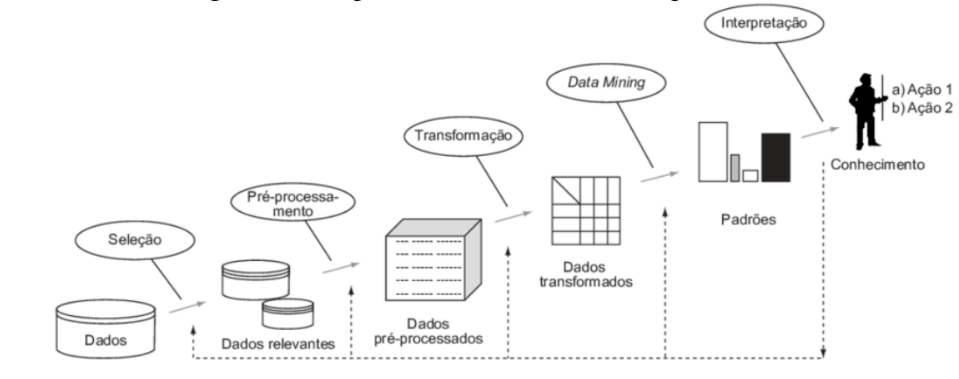 Interpretação
Data Mining
a) Ação 1
b) Ação 2
Transformação
Conhecimento
Pré-processa-
mento
Padrões
Seleção
Dados
transformados
Dados
pré-processados
Dados relevantes
Dados